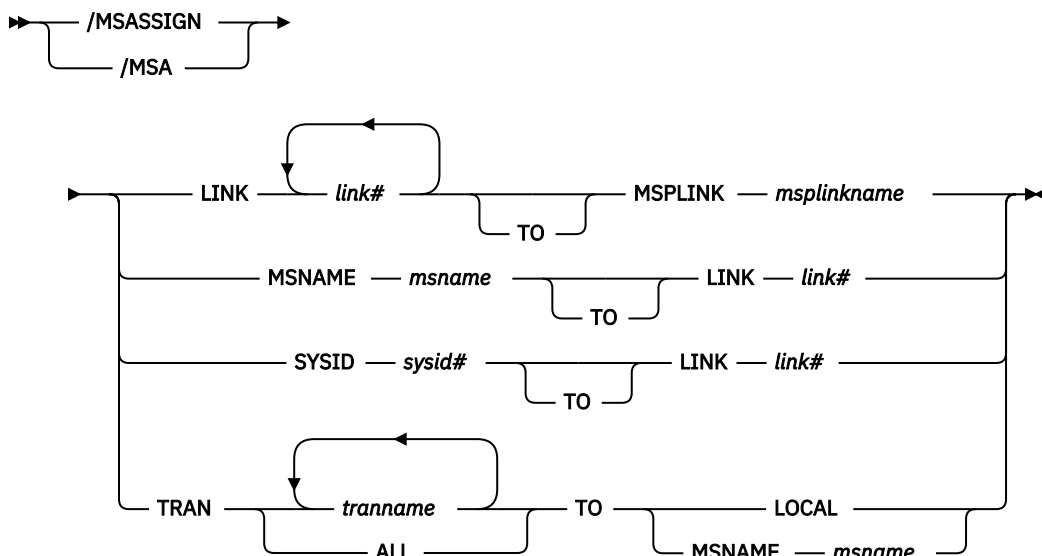 /MSASSIGN
/MSA
LINK link# MSPLINK msplinkname
TO
MSNAME msname LINK link#
TO
SYSID sysid# LINK link#
TO
TRAN tranname TO LOCAL
ALL MSNAME msname